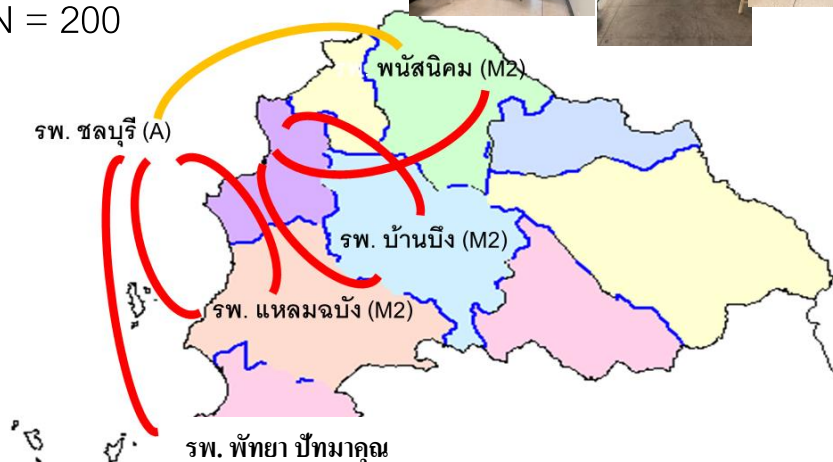 N = 200
รพ. พนัสนิคม (M2)
รพ. ชลบุรี (A)
รพ. บ้านบึง (M2)
รพ. แหลมฉบัง (M2)
รพ. พัทยา ปัทมาคุณ